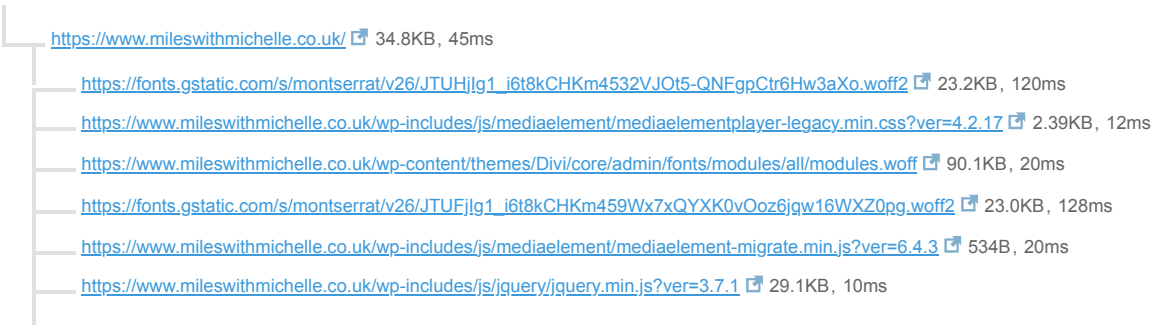 https://www.mileswithmichelle.co.uk/ 34.8KB, 45ms
https://fonts.gstatic.com/s/montserrat/v26/JTUHjIg1_i6t8kCHKm4532VJOt5-QNFgpCtr6Hw3aXo.woff2 23.2KB, 120ms
https://www.mileswithmichelle.co.uk/wp-includes/js/mediaelement/mediaelementplayer-legacy.min.css?ver=4.2.17 2.39KB, 12ms
https://www.mileswithmichelle.co.uk/wp-content/themes/Divi/core/admin/fonts/modules/all/modules.woff 90.1KB, 20ms
https://fonts.gstatic.com/s/montserrat/v26/JTUFjIg1_i6t8kCHKm459Wx7xQYXK0vOoz6jqw16WXZ0pg.woff2 23.0KB, 128ms
https://www.mileswithmichelle.co.uk/wp-includes/js/mediaelement/mediaelement-migrate.min.js?ver=6.4.3 534B, 20ms
https://www.mileswithmichelle.co.uk/wp-includes/js/jquery/jquery.min.js?ver=3.7.1 29.1KB, 10ms